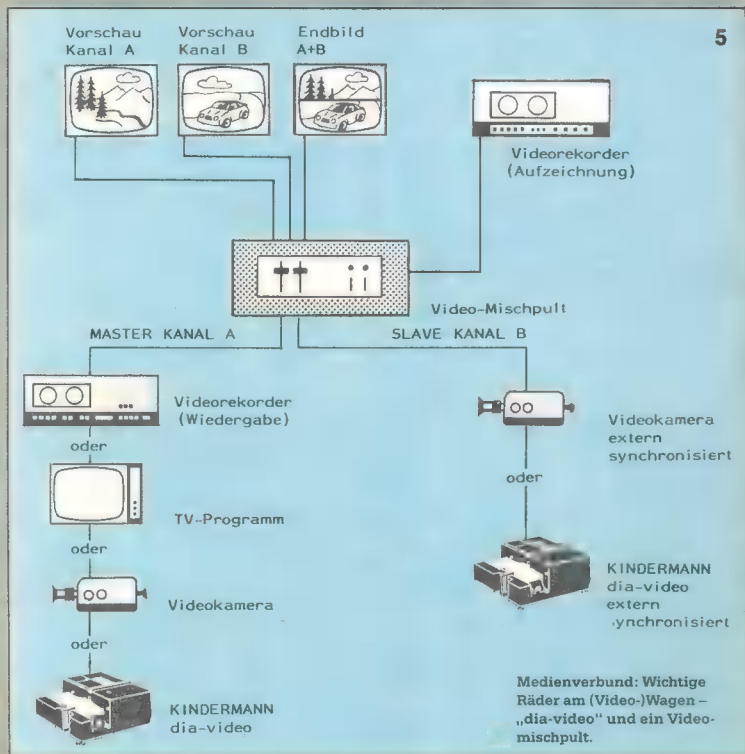 Vorschau
Kanal A
Vorschau
Kanal B
Endbild
A+B
5
Videorekorder
(Aufzeichnung)
Video-Mischpult
MASTER KANAL A
SLAVE KANAL B
Videorekorder
(Wiedergabe)
oder
TV-Programm
oder
Videokamera
oder
KINDERMANN
dia-video
Videokamera
extern
synchronisiert
oder
KINDERMANN
dia-video
extern
ynchronisiert
Medienverbund: Wichtige
Räder am (Video-)Wagen –
„dia-video“ und ein Video-
mischpult.